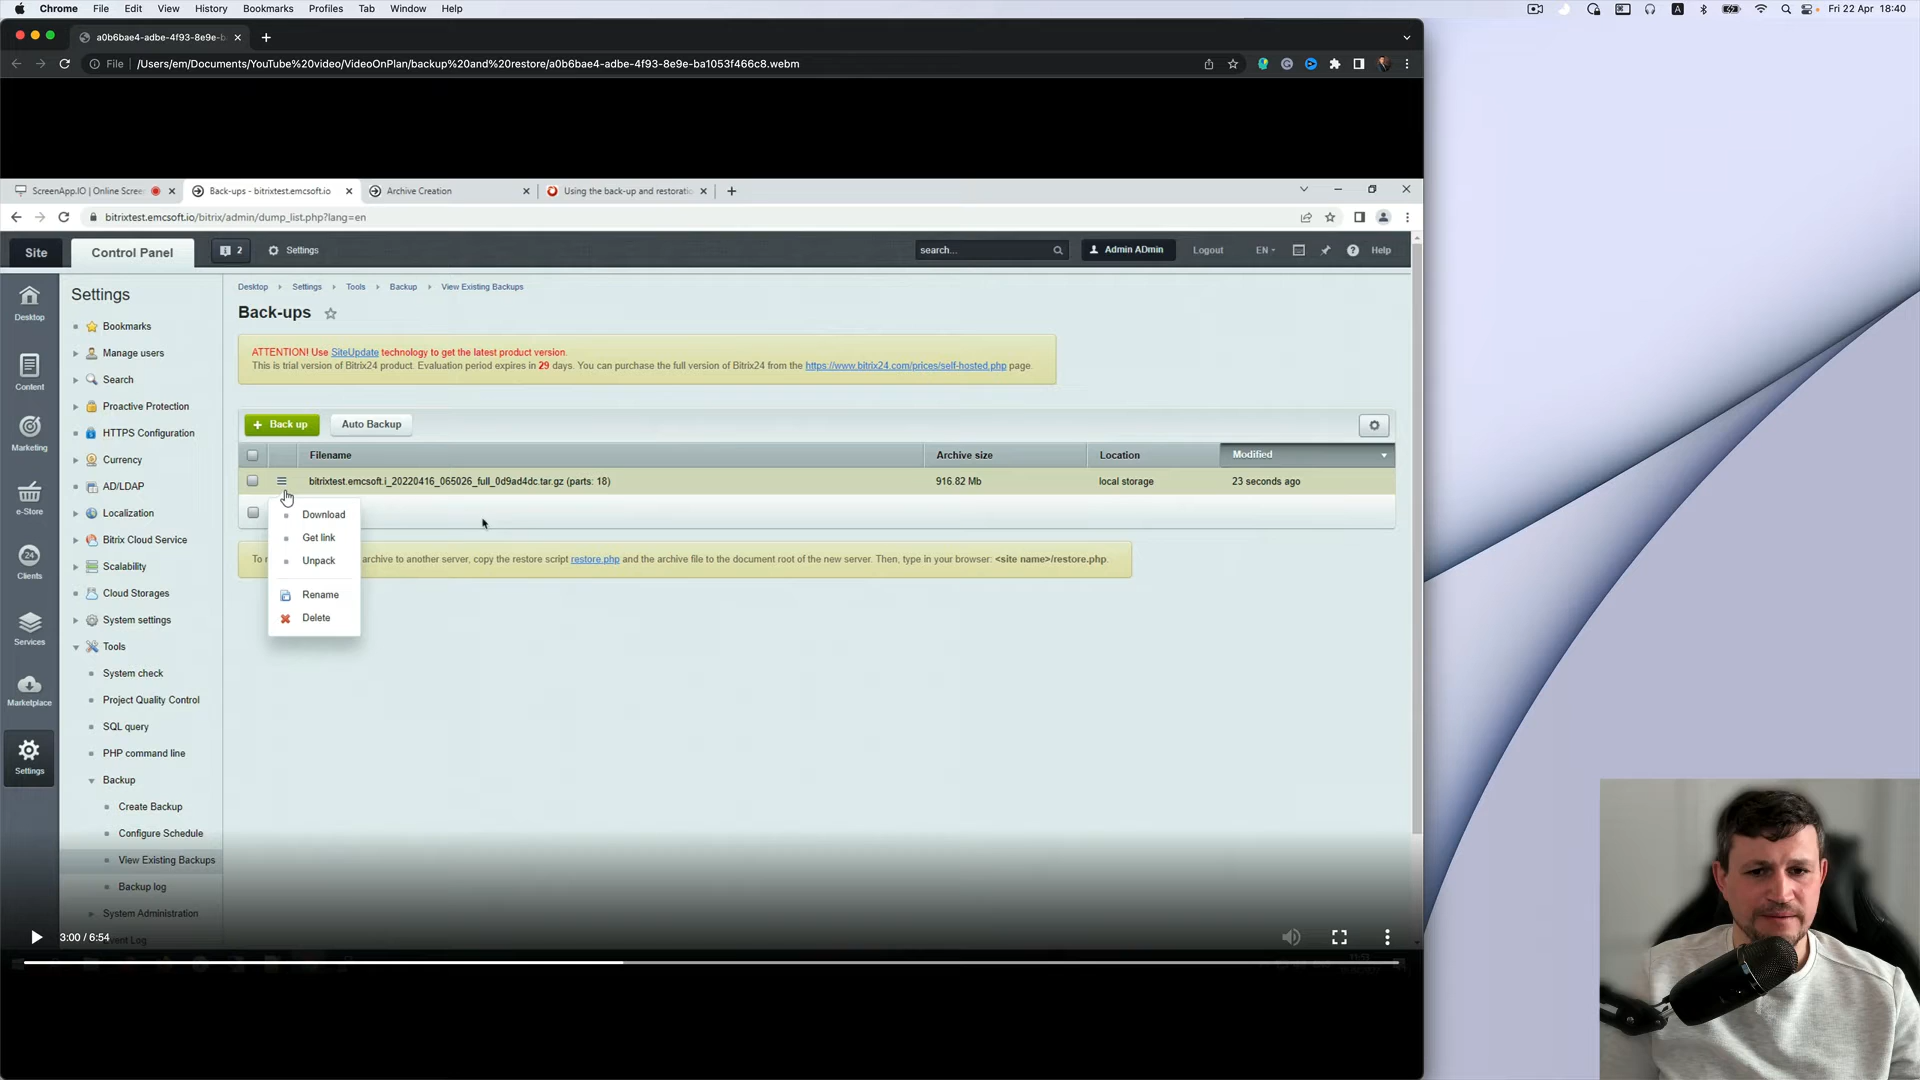 Chrome File Edit View History Bookmarks Profiles Tab Window Help A Fri 22 Apr 18:40
a0b6bae4-adbe-4f93-8e9e-b
File /Users/em/Documents/YouTube%20video/VideoOnPlan/backup%20and%20restore/a0b6bae4-adbe-4f93-8e9e-ba1053f466c8.webm
ScreenApp.IO | Online Scree Back-ups - bitrixtest.emcsoft.io Archive Creation Using the back-up and restorati
bitrixtest.emcsoft.io/bitrix/admin/dump_list.php?lang=en
Site Control Panel 2 Settings search... Admin ADmin Logout EN Help
Desktop
Content
Marketing
e-Store
Clients
Services
Marketplace
Settings
Settings
Bookmarks
Manage users
Search
Proactive Protection
HTTPS Configuration
Currency
AD/LDAP
Localization
Bitrix Cloud Service
Scalability
Cloud Storages
System settings
Tools
System check
Project Quality Control
SQL query
PHP command line
Backup
Create Backup
Configure Schedule
View Existing Backups
Backup log
System Administration
Desktop Settings Tools Backup View Existing Backups
Back-ups
ATTENTION! Use SiteUpdate technology to get the latest product version.
This is trial version of Bitrix24 product. Evaluation period expires in 29 days. You can purchase the full version of Bitrix24 from the https://www.bitrix24.com/prices/self-hosted.php page.
+ Back up Auto Backup
Filename Archive size Location Modified
bitrixtest.emcsoft.i_20220416_065026_full_0d9ad4dc.tar.gz (parts: 18) 916.82 Mb local storage 23 seconds ago
Download
Get link
Unpack
Rename
Delete
To archive to another server, copy the restore script restore.php and the archive file to the document root of the new server. Then, type in your browser: <site name>/restore.php.
3:00 / 6:54